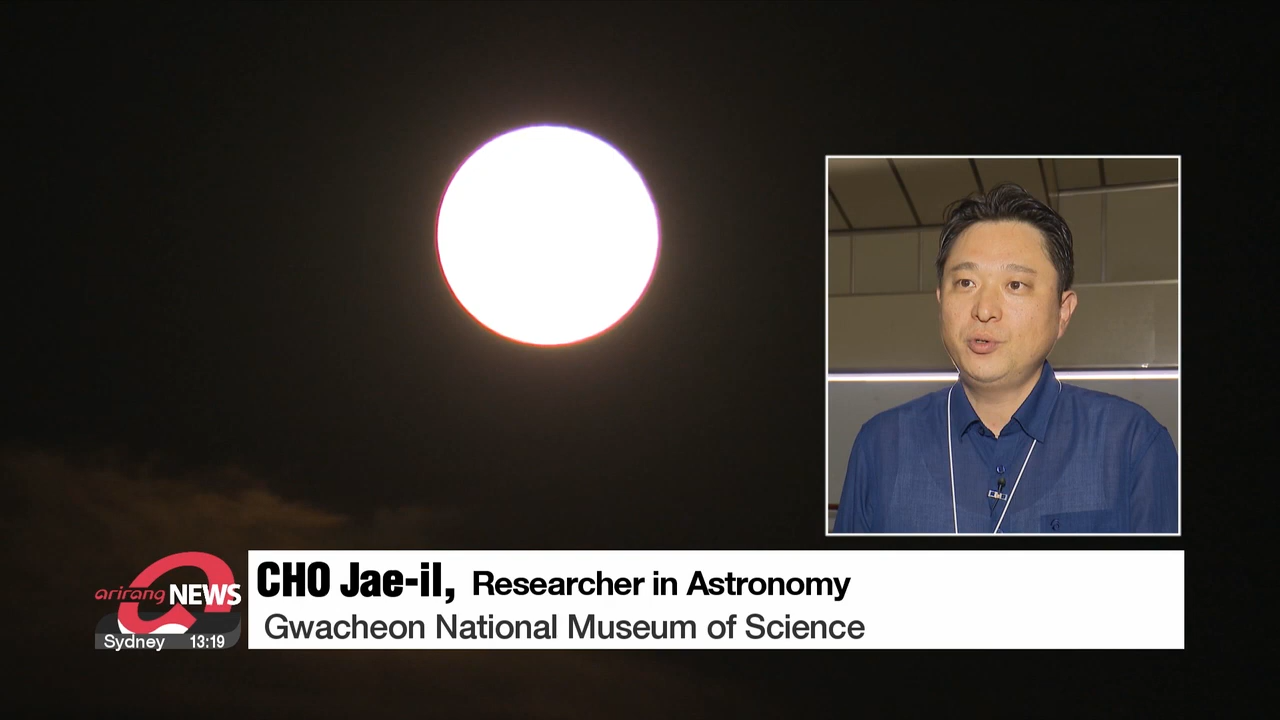 CHO Jae-il, Researcher in Astronomy
Gwacheon National Museum of Science
arirang NEWS
Sydney 13:19